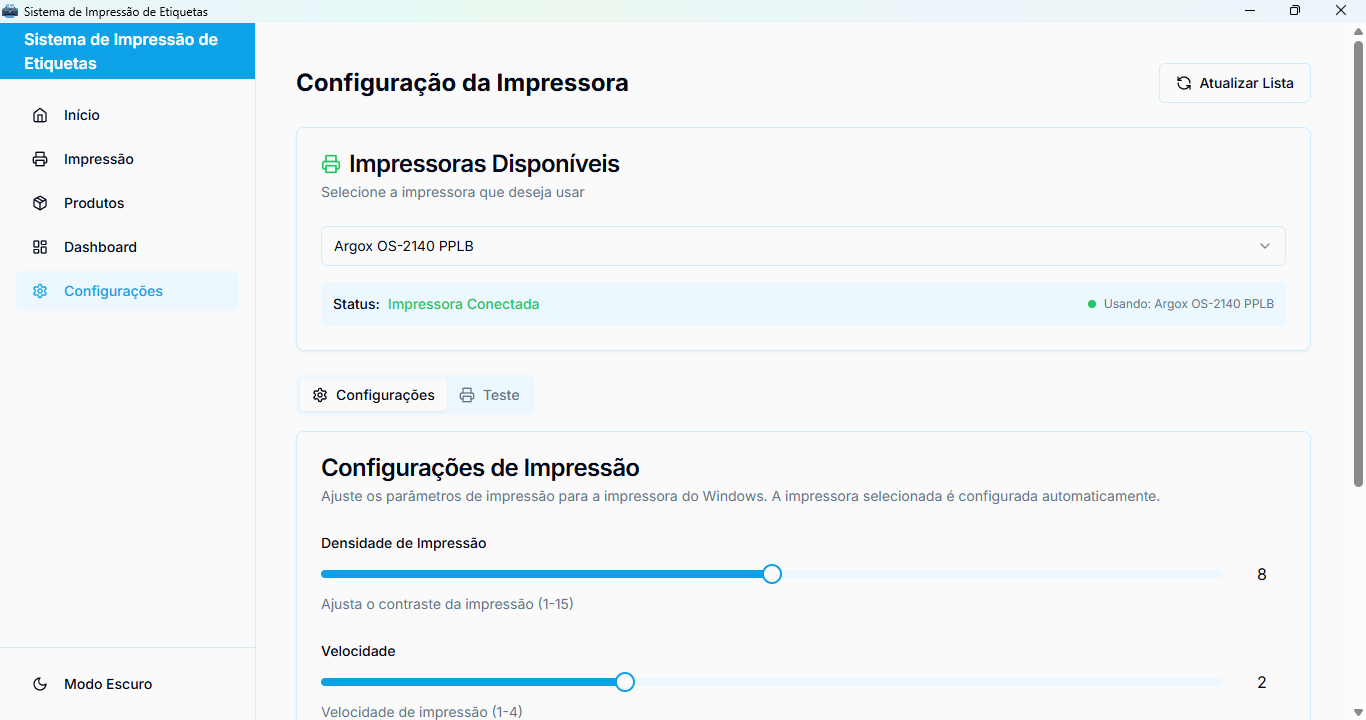 Sistema de Impressão de Etiquetas
Sistema de Impressão de
Etiquetas
Início
Impressão
Produtos
Dashboard
Configurações
Modo Escuro
Configuração da Impressora
Atualizar Lista
Impressoras Disponíveis
Selecione a impressora que deseja usar
Argox OS-2140 PPLB
Status: Impressora Conectada
Usando: Argox OS-2140 PPLB
Configurações
Teste
Configurações de Impressão
Ajuste os parâmetros de impressão para a impressora do Windows. A impressora selecionada é configurada automaticamente.
Densidade de Impressão
8
Ajusta o contraste da impressão (1-15)
Velocidade
2
Velocidade de impressão (1-4)